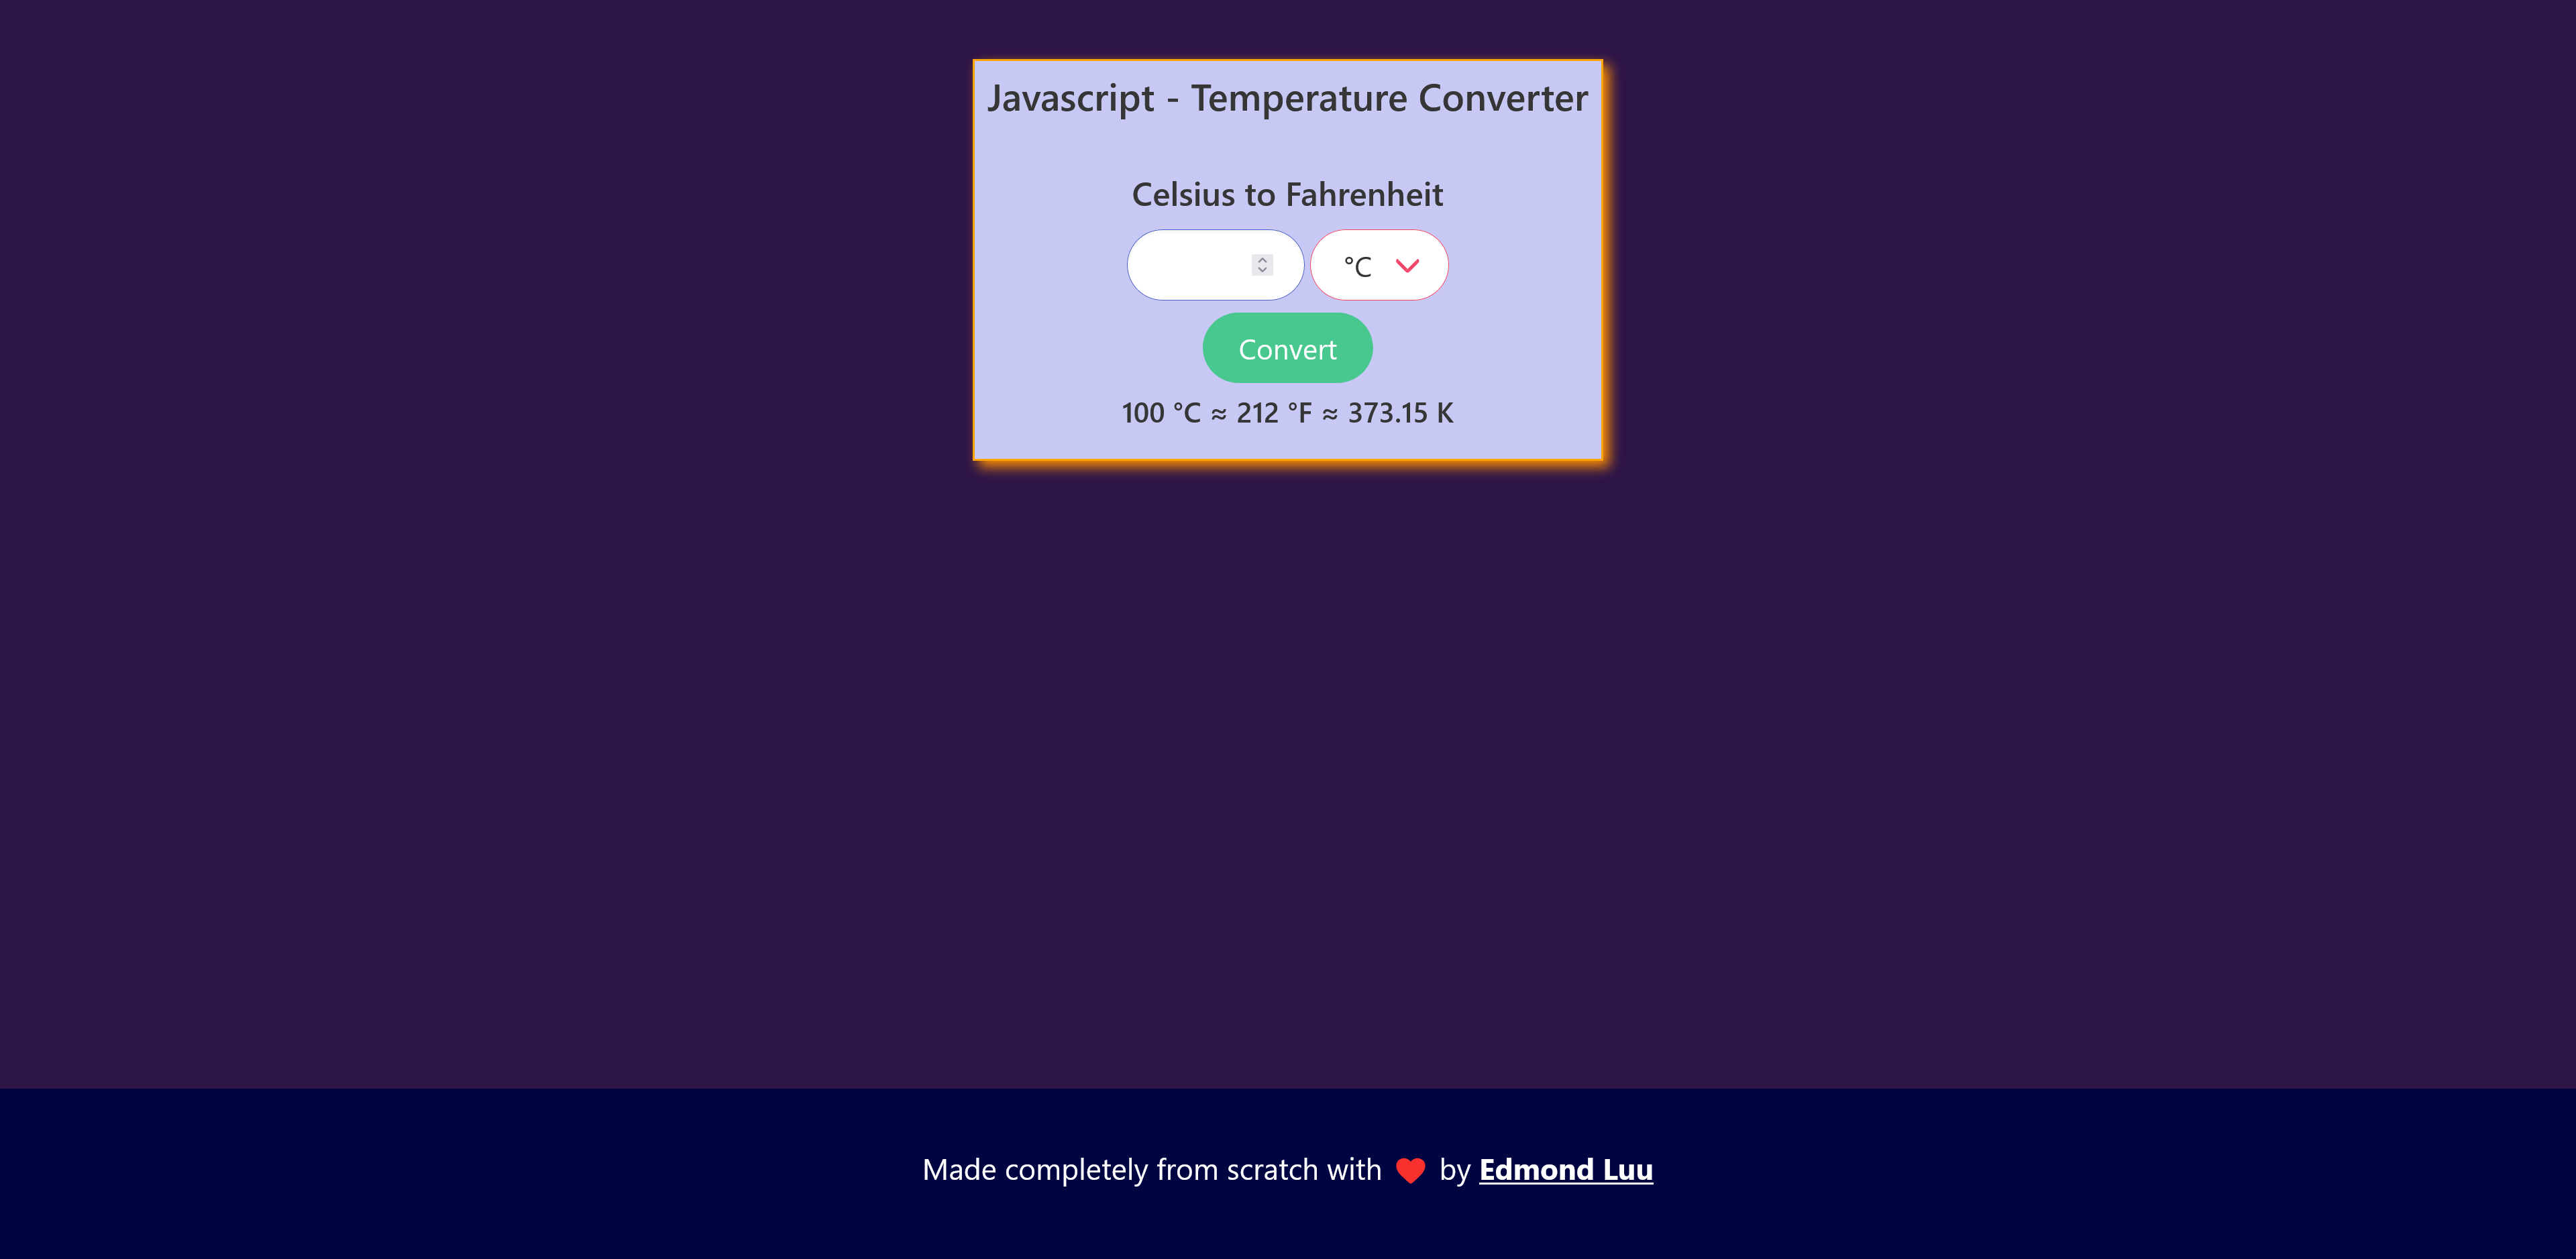 Javascript - Temperature Converter
Celsius to Fahrenheit
°C
Convert
100 °C ≈ 212 °F ≈ 373.15 K
Made completely from scratch with ❤ by Edmond Luu